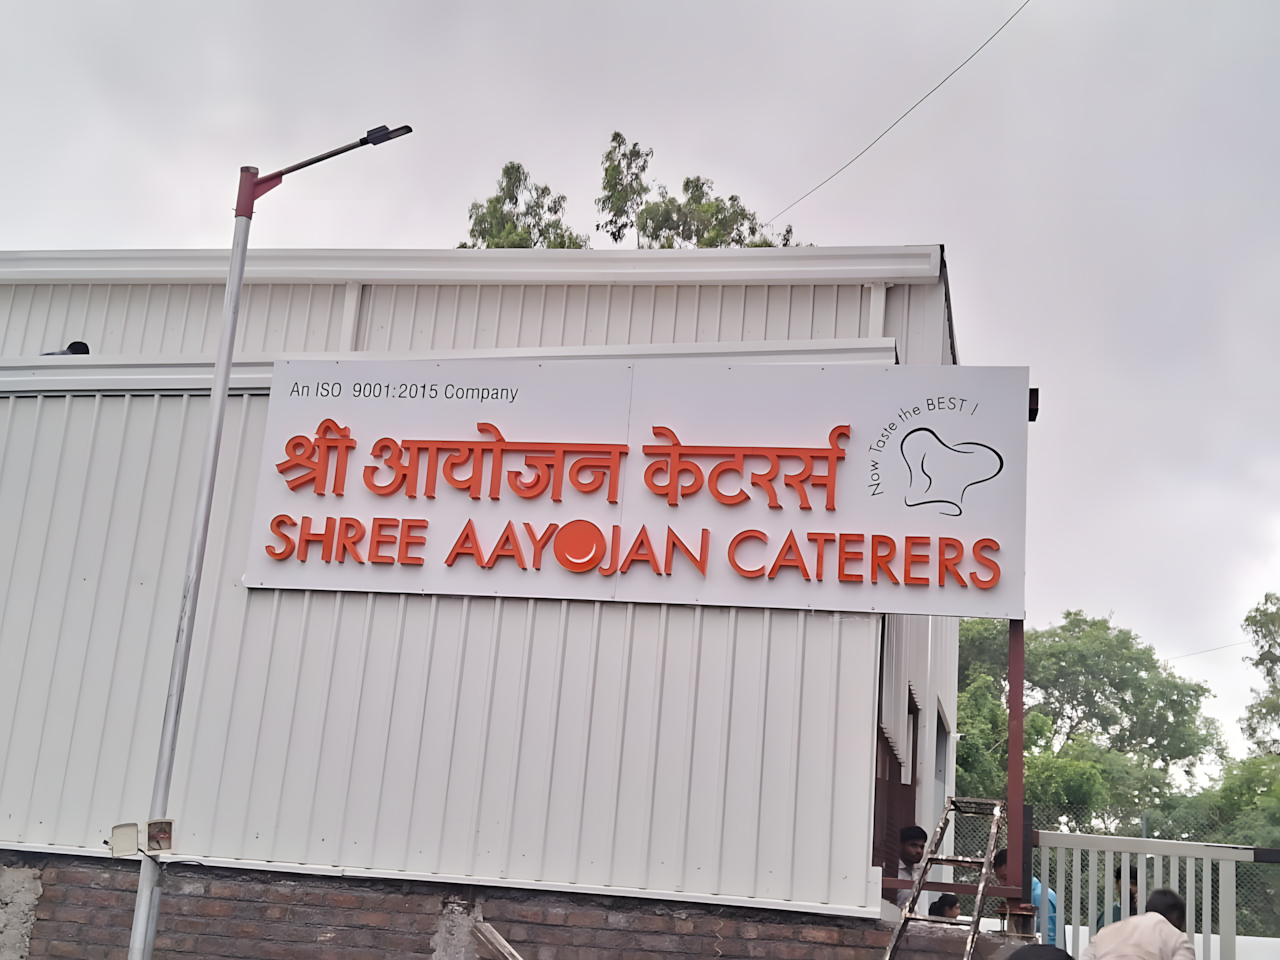 An ISO 9001:2015 Company
Now Taste the BEST !
श्री आयोजन केटरर्स
SHREE AAYOJAN CATERERS